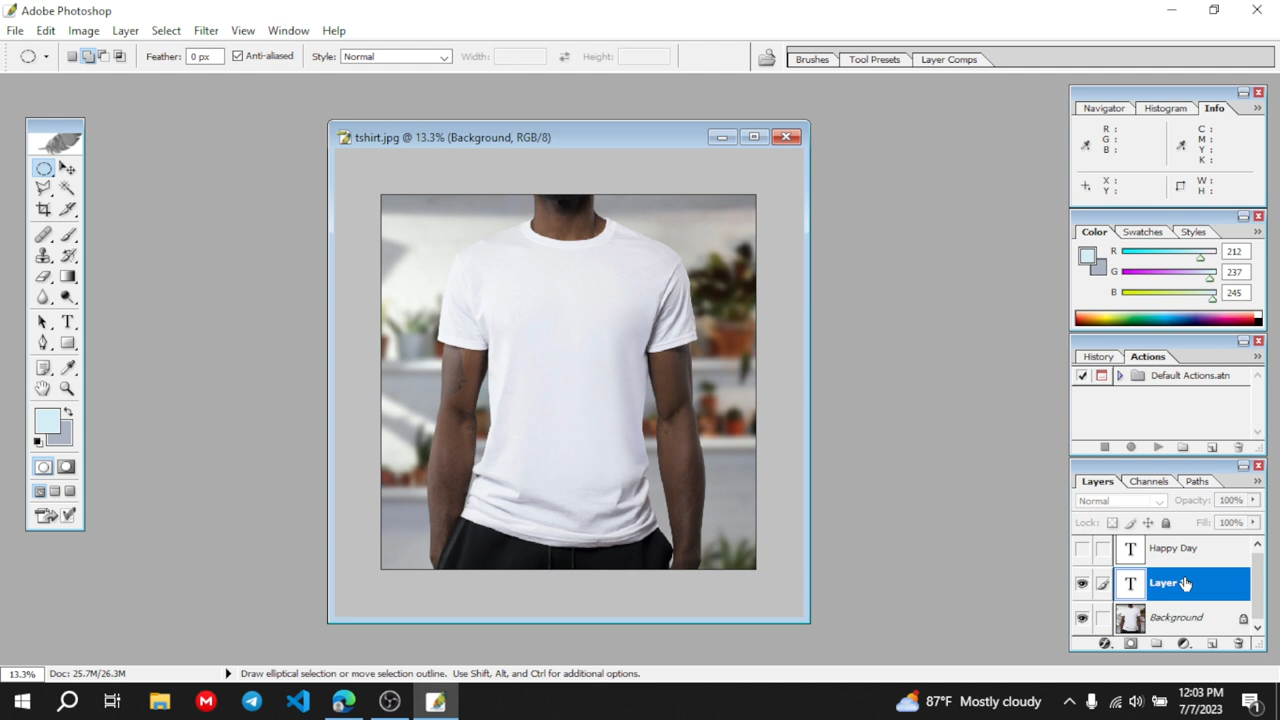 Adobe Photoshop
File Edit Image Layer Select Filter View Window Help
Feather: 0 px Anti-aliased Style: Normal Width: Height: Brushes Tool Presets Layer Comps
tshirt.jpg @ 13.3% (Background, RGB/8)
Navigator Histogram Info
R : C :
G : M :
B : Y :
K :
X : W :
Y : H :
Color Swatches Styles
R 212
G 237
B 245
History Actions
Default Actions.atn
Layers Channels Paths
Normal Opacity: 100%
Lock: Fill: 100%
T Happy Day
T Layer
Background
13.3% Doc: 25.7M/26.3M Draw elliptical selection or move selection outline. Use Shift, Alt, and Ctrl for additional options.
87°F Mostly cloudy
12:03 PM
7/7/2023
1